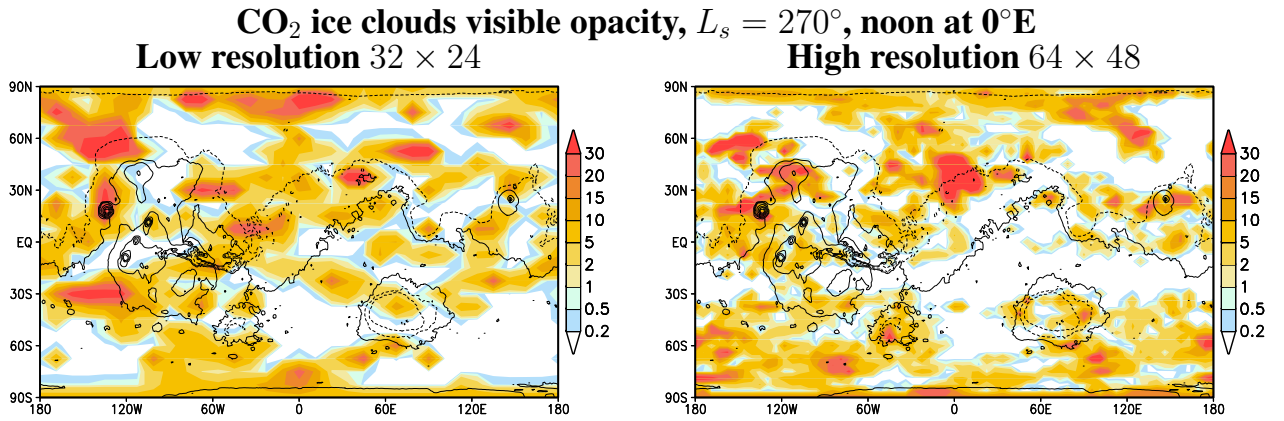 CO₂ ice clouds visible opacity, Lₛ = 270°, noon at 0°E
Low resolution 32 × 24
High resolution 64 × 48
90N
60N
30N
EQ
30S
60S
90S
180
120W
60W
0
60E
120E
180
30
20
15
10
5
2
1
0.5
0.2
90N
60N
30N
EQ
30S
60S
90S
180
120W
60W
0
60E
120E
180
30
20
15
10
5
2
1
0.5
0.2